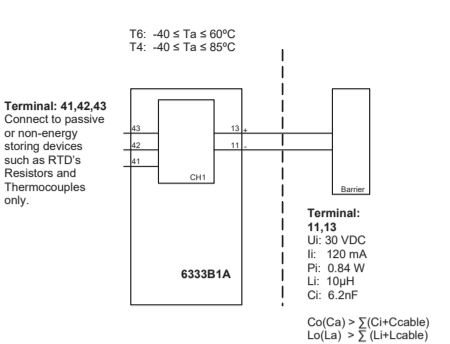 T6: -40 ≤ Ta ≤ 60ºC
T4: -40 ≤ Ta ≤ 85ºC
Terminal: 41,42,43
Connect to passive
or non-energy
storing devices
such as RTD's
Resistors and
Thermocouples
only.
43
42
41
13 +
11 -
CH1
6333B1A
Barrier
Terminal:
11,13
Ui: 30 VDC
Ii: 120 mA
Pi: 0.84 W
Li: 10µH
Ci: 6.2nF
Co(Ca) > ∑(Ci+Ccable)
Lo(La) > ∑ (Li+Lcable)